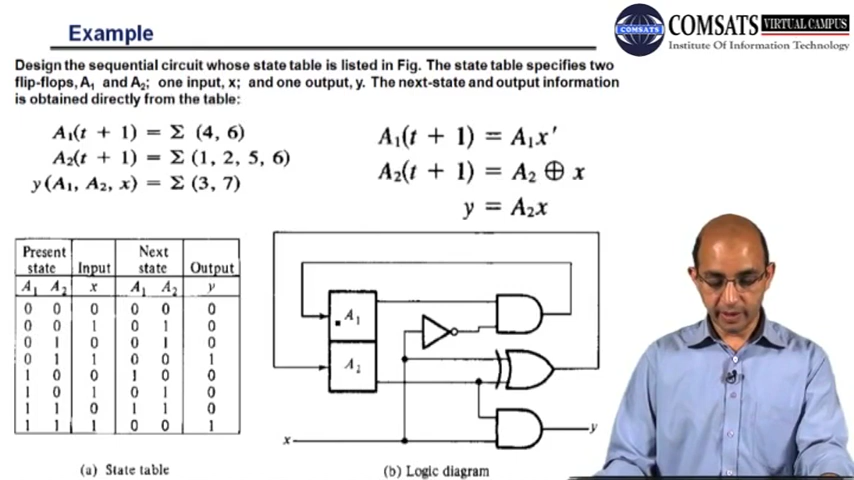 Example
COMSATS VIRTUAL CAMPUS
COMSATS
Institute Of Information Technology
Design the sequential circuit whose state table is listed in Fig. The state table specifies two
flip-flops, A₁ and A₂; one input, x; and one output, y. The next-state and output information
is obtained directly from the table:
A₁(t + 1) = Σ (4, 6)
A₂(t + 1) = Σ (1, 2, 5, 6)
y(A₁, A₂, x) = Σ (3, 7)
A₁(t + 1) = A₁x′
A₂(t + 1) = A₂ ⊕ x
y = A₂x
Present state Input Next state Output
A₁ A₂ x A₁ A₂ y
0 0 0 0 0 0
0 0 1 0 1 0
0 1 0 0 1 0
0 1 1 0 0 1
1 0 0 1 0 0
1 0 1 0 1 0
1 1 0 1 1 0
1 1 1 0 0 1
(a) State table
A₁
A₂
x
y
(b) Logic diagram